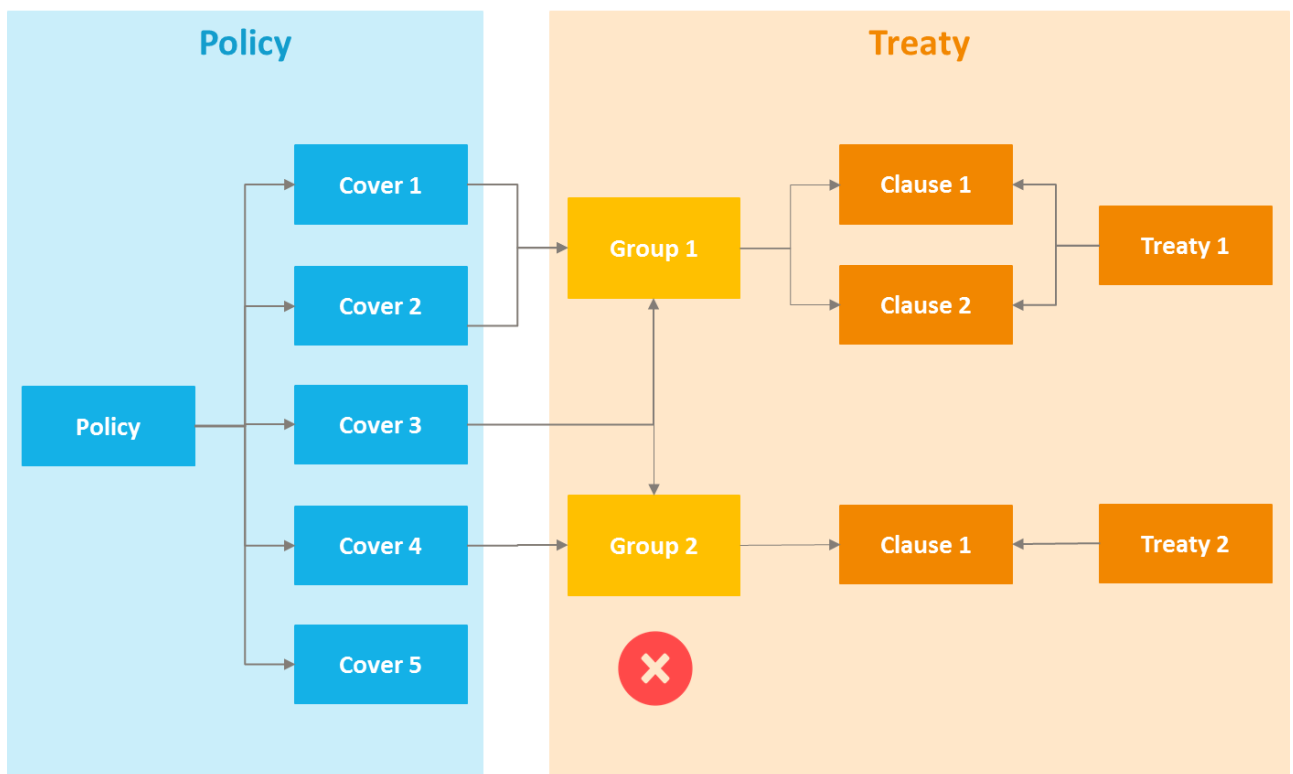 Policy
Treaty
Cover 1
Cover 2
Policy
Cover 3
Cover 4
Cover 5
Group 1
Group 2
Clause 1
Clause 2
Treaty 1
Clause 1
Treaty 2